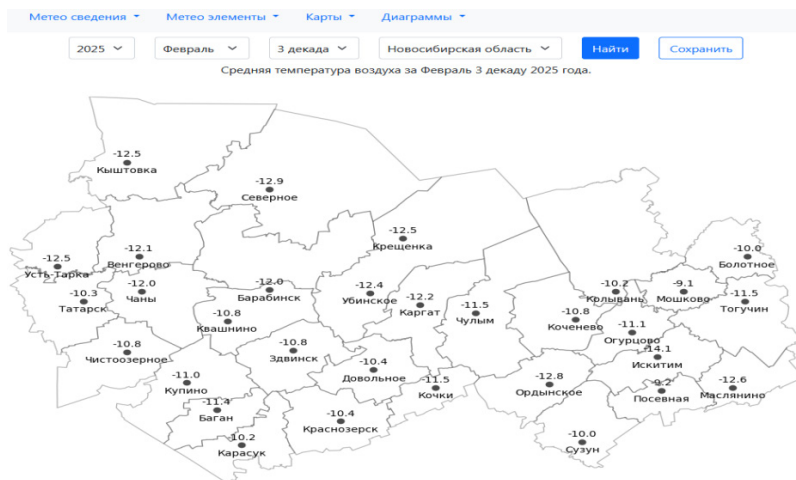 Метео сведения Метео элементы Карты Диаграммы
2025 Февраль 3 декада Новосибирская область Найти Сохранить
Средняя температура воздуха за Февраль 3 декаду 2025 года.
-12.5
Кыштовка
-12.9
Северное
-12.5
Крещенка
-12.5
Усть-Тарка
-12.1
Венгерово
-10.0
Болотное
-10.3
Татарск
-12.0
Чаны
-12.0
Барабинск
-12.4
Убинское
-12.2
Каргат
-11.5
Чулым
-10.2
Колывань
-9.1
Мошково
-11.5
Тогучин
-10.8
Квашнино
-10.8
Коченево
-11.1
Огурцово
-10.8
Чистоозерное
-10.8
Здвинск
-14.1
Искитим
-11.0
Купино
-10.4
Довольное
-11.5
Кочки
-12.8
Ордынское
-9.2
Посевная
-12.6
Маслянино
-11.4
Баган
-10.4
Краснозерск
-10.2
Карасук
-10.0
Сузун